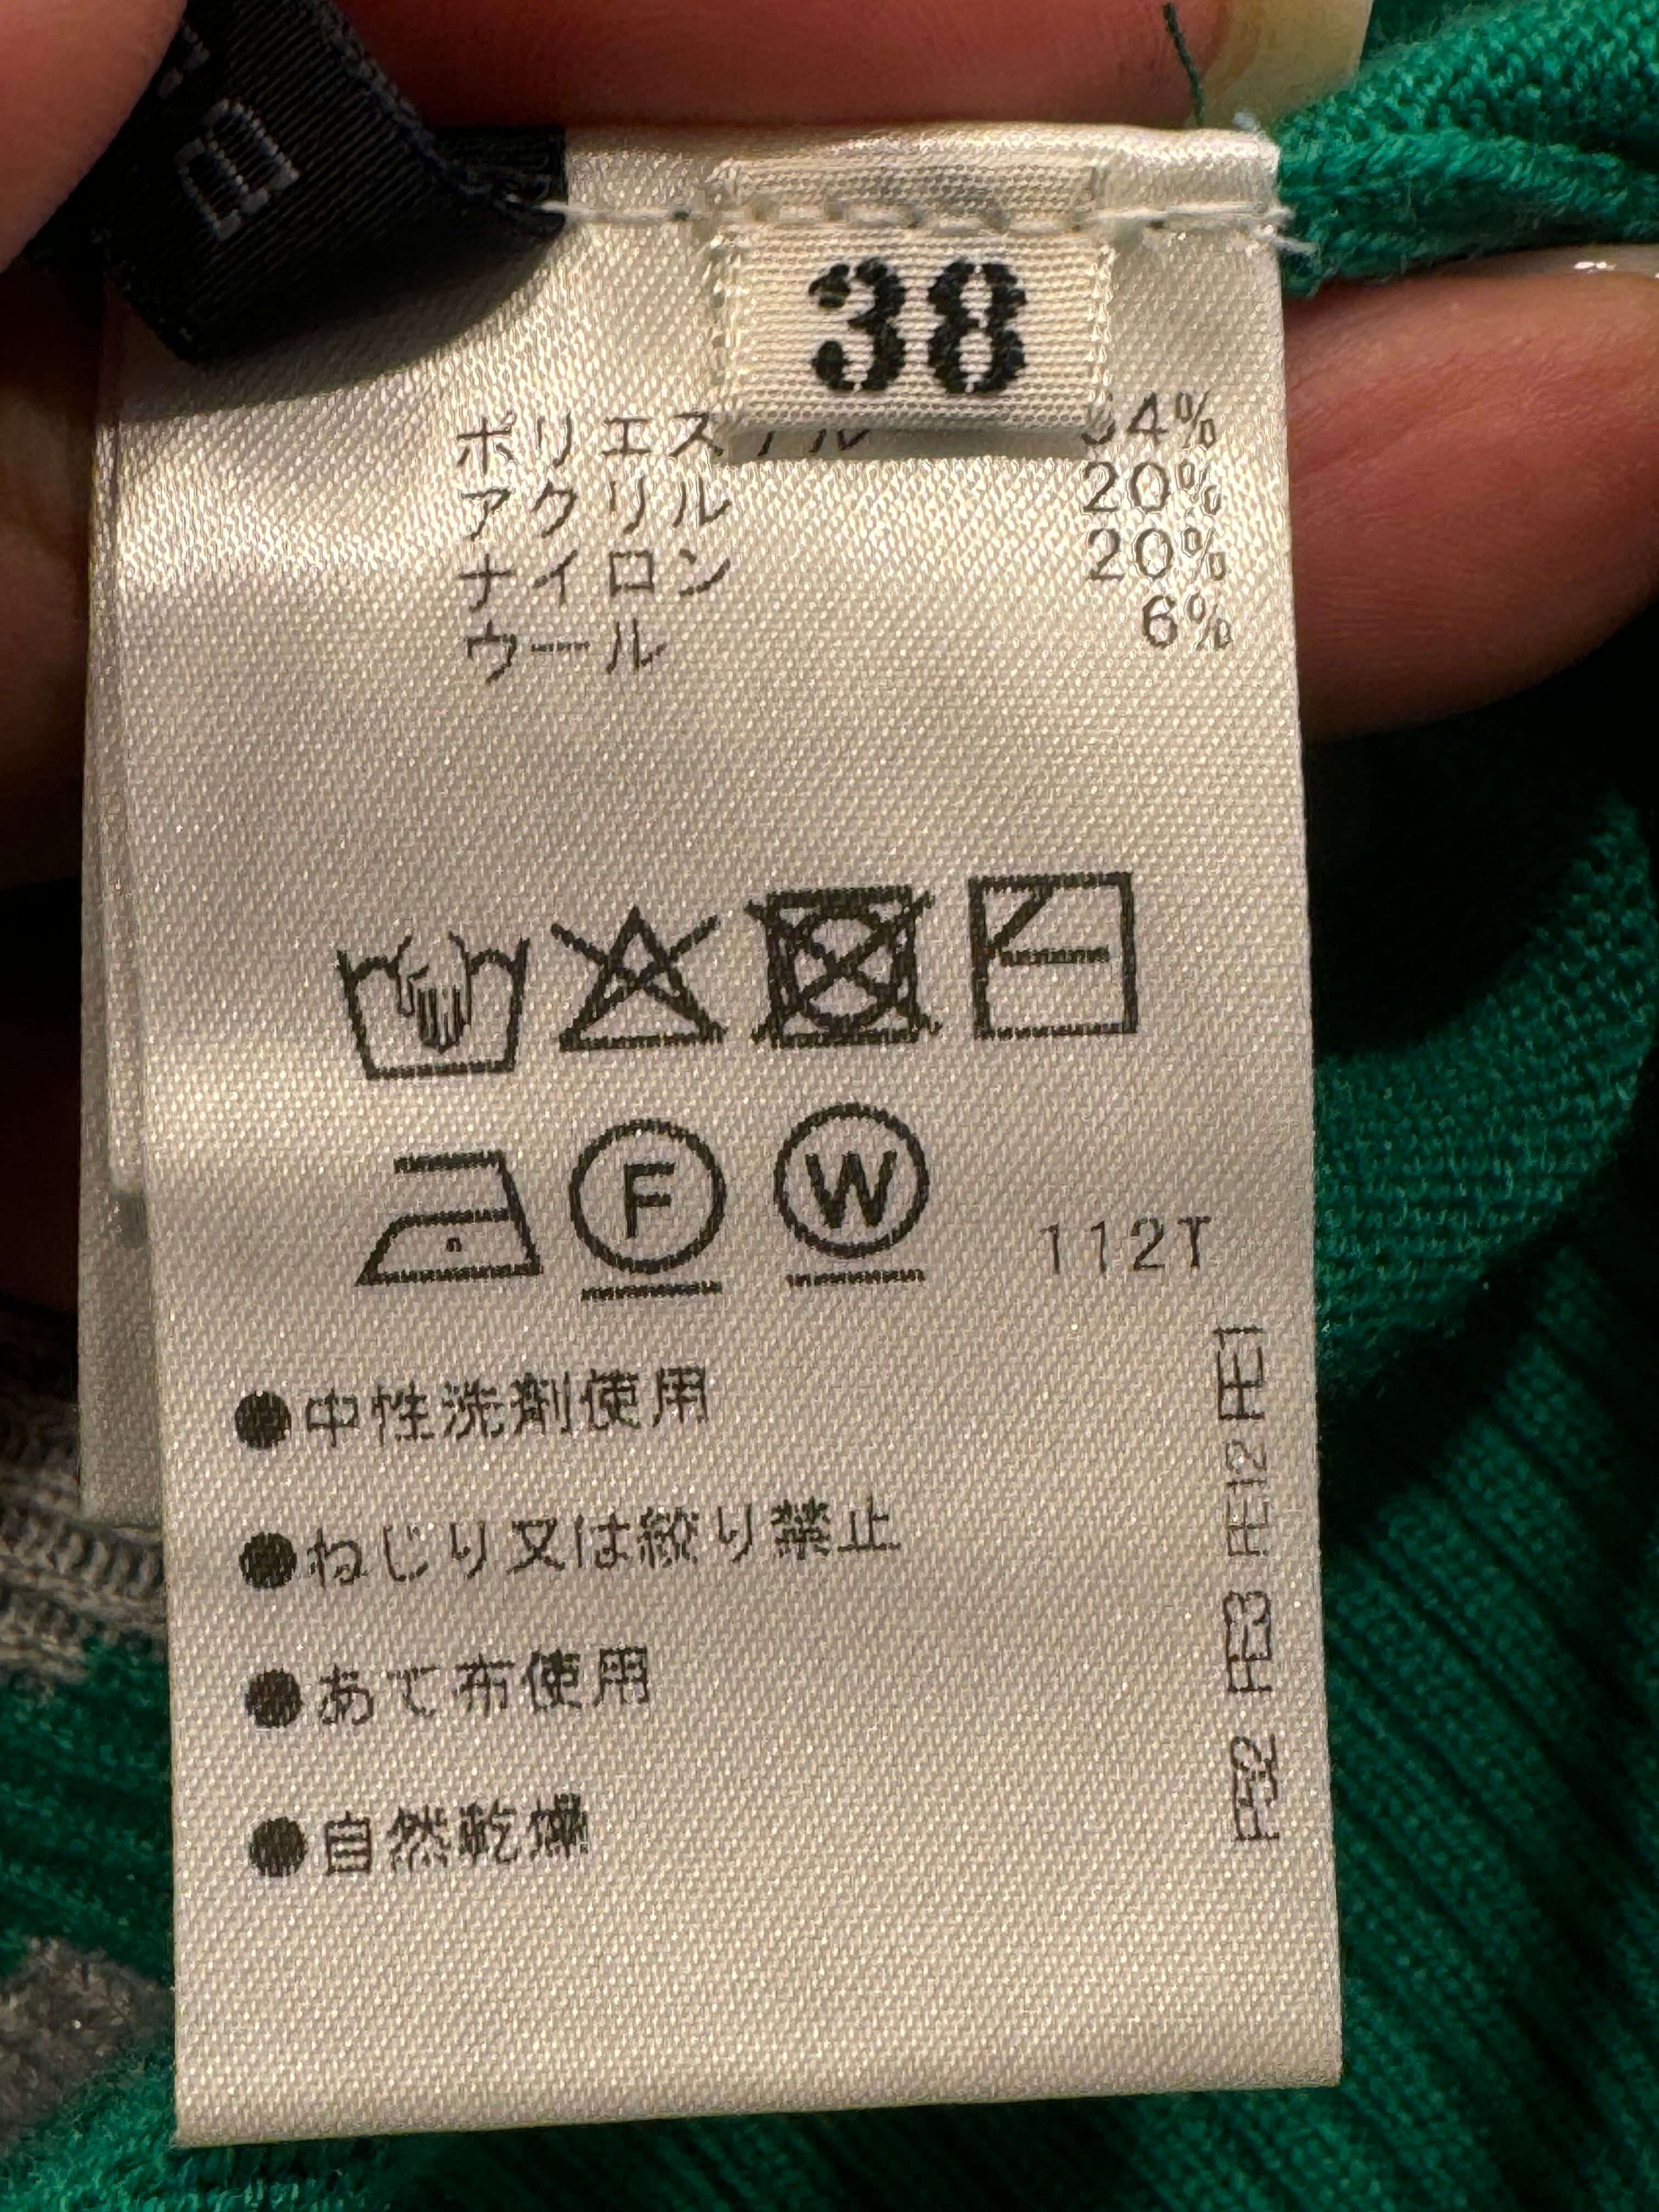 B
38
ポリエステル 54%
アクリル 20%
ナイロン 20%
ウール 6%
F W 112T
●中性洗剤使用
●ねじり又は絞り禁止
●あて布使用
●自然乾燥